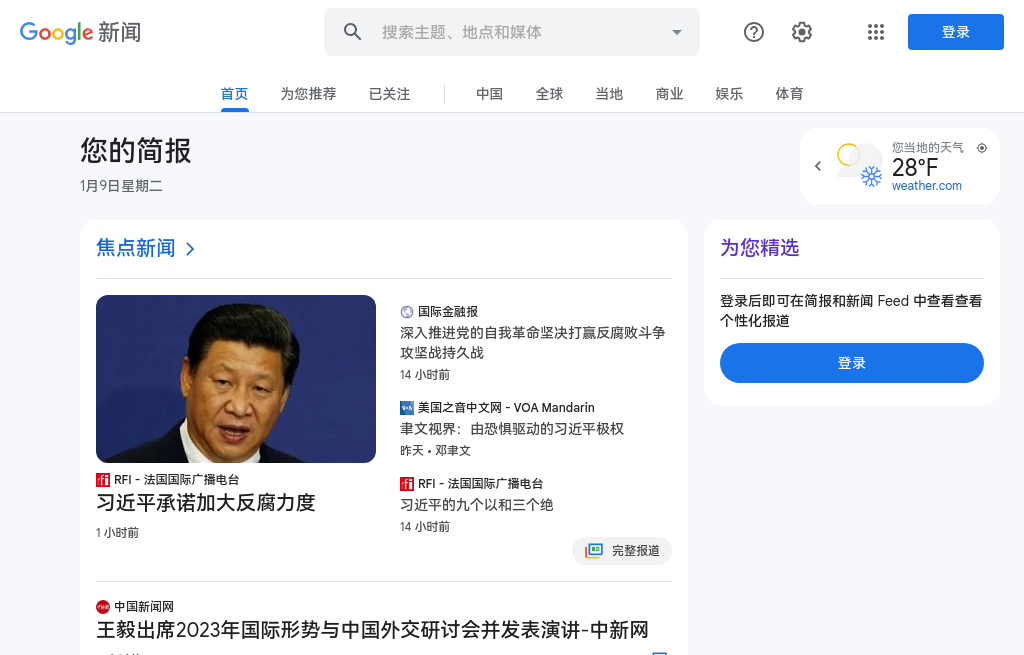 Google 新闻
搜索主题、地点和媒体
登录
首页
为您推荐
已关注
中国
全球
当地
商业
娱乐
体育
您的简报
1月9日星期二
您当地的天气
28°F
weather.com
焦点新闻
RFI - 法国国际广播电台
习近平承诺加大反腐力度
1 小时前
国际金融报
深入推进党的自我革命坚决打赢反腐败斗争
攻坚战持久战
14 小时前
美国之音中文网 - VOA Mandarin
聿文视界：由恐惧驱动的习近平极权
昨天 • 邓聿文
RFI - 法国国际广播电台
习近平的九个以和三个绝
14 小时前
完整报道
中国新闻网
王毅出席2023年国际形势与中国外交研讨会并发表演讲-中新网
为您精选
登录后即可在简报和新闻 Feed 中查看查看
个性化报道
登录